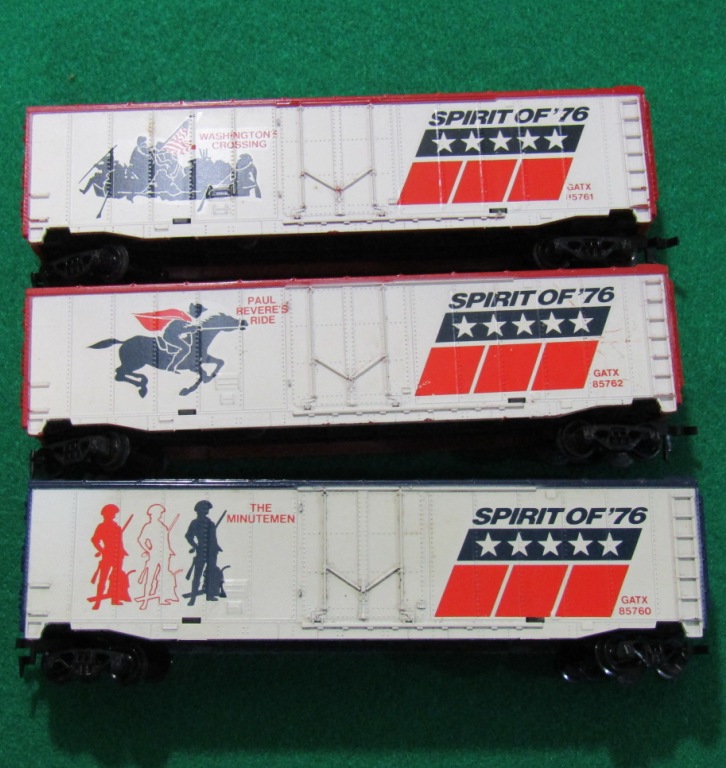 WASHINGTON'S
CROSSING
SPIRIT OF '76
GATX
85761
PAUL
REVERE'S
RIDE
SPIRIT OF '76
GATX
85762
THE
MINUTEMEN
SPIRIT OF '76
GATX
85760